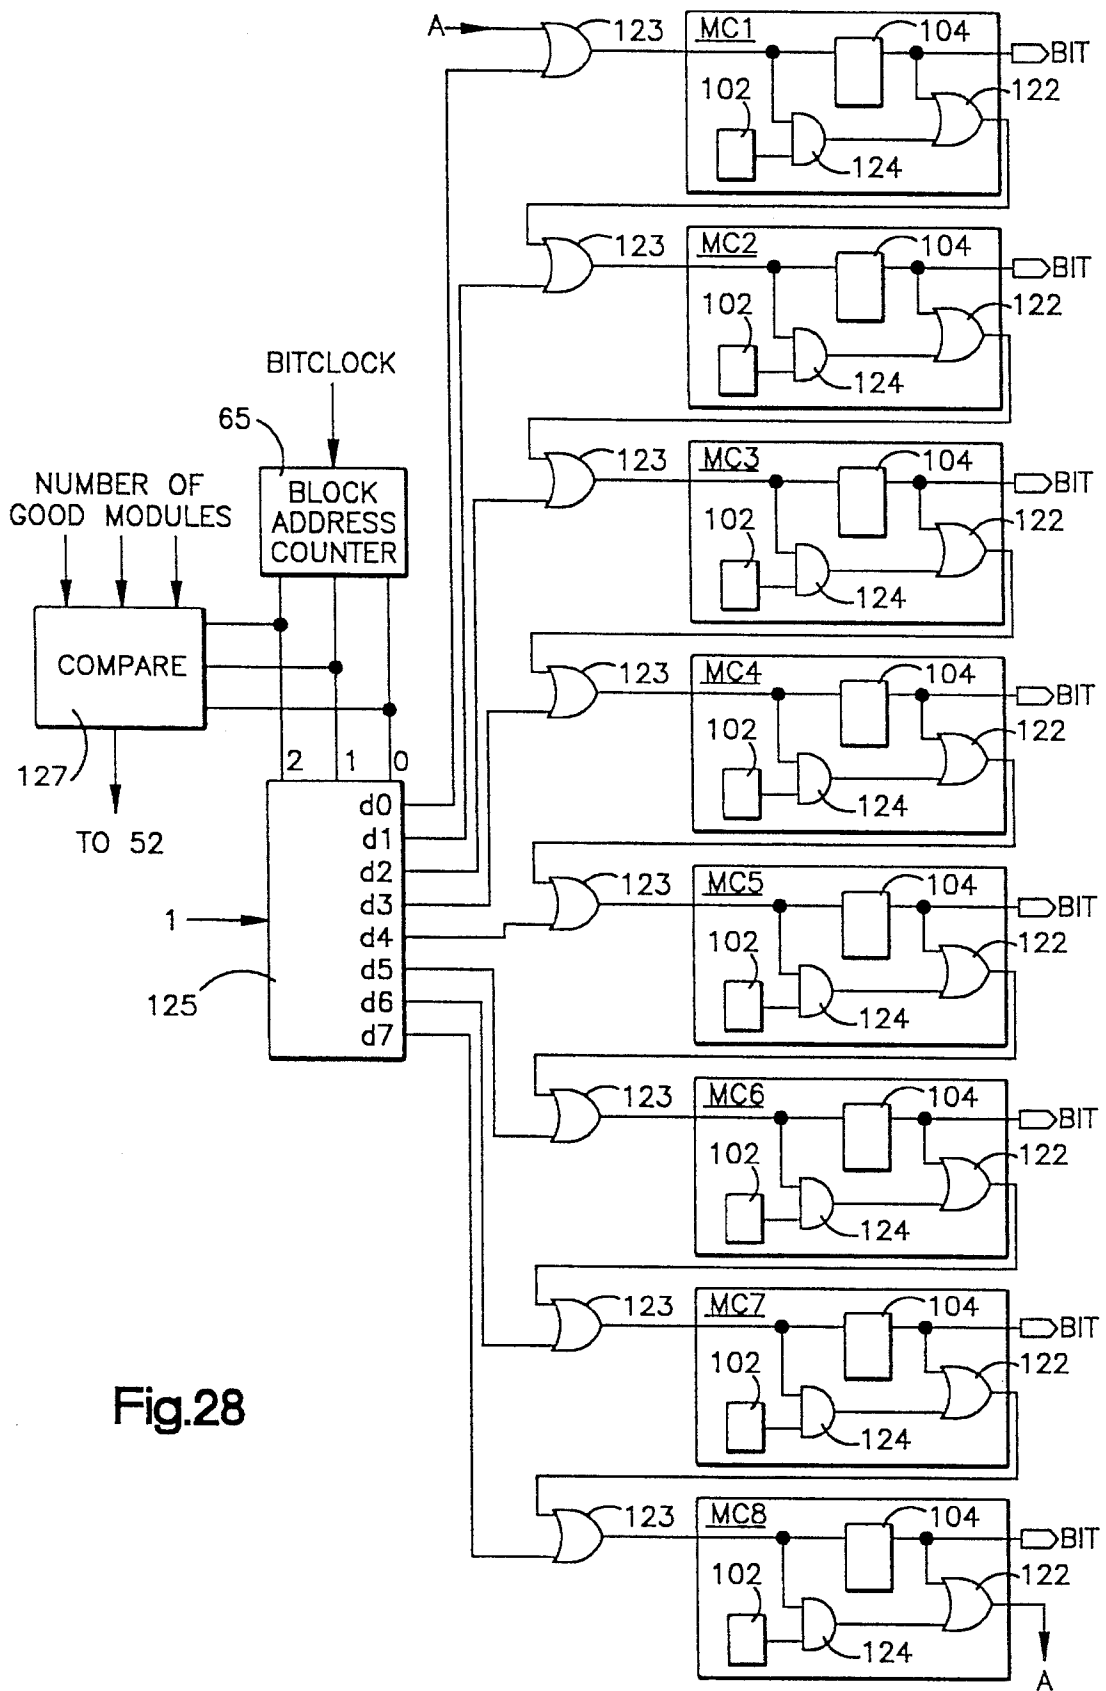 A
123
MC1
104
BIT
102
122
124
123
MC2
104
BIT
102
122
124
BITCLOCK
65
NUMBER OF
GOOD MODULES
BLOCK
ADDRESS
COUNTER
123
MC3
104
BIT
102
122
124
COMPARE
127
TO 52
2 1 0
123
MC4
104
BIT
102
122
124
d0
d1
d2
d3
d4
d5
d6
d7
1
125
123
MC5
104
BIT
102
122
124
123
MC6
104
BIT
102
122
124
123
MC7
104
BIT
102
122
124
Fig.28
123
MC8
104
BIT
102
122
124
A